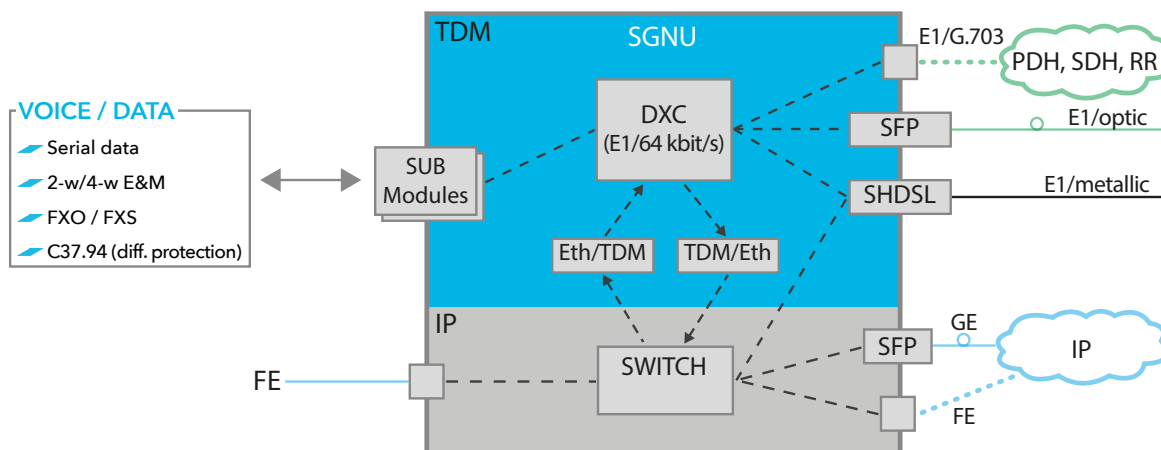 TDM
SGNU
E1/G.703
PDH, SDH, RR
VOICE / DATA
Serial data
2-w/4-w E&M
FXO / FXS
C37.94 (diff. protection)
SUB
Modules
DXC
(E1/64 kbit/s)
SFP
E1/optic
SHDSL
E1/metallic
Eth/TDM
TDM/Eth
IP
SWITCH
FE
SFP
GE
IP
FE